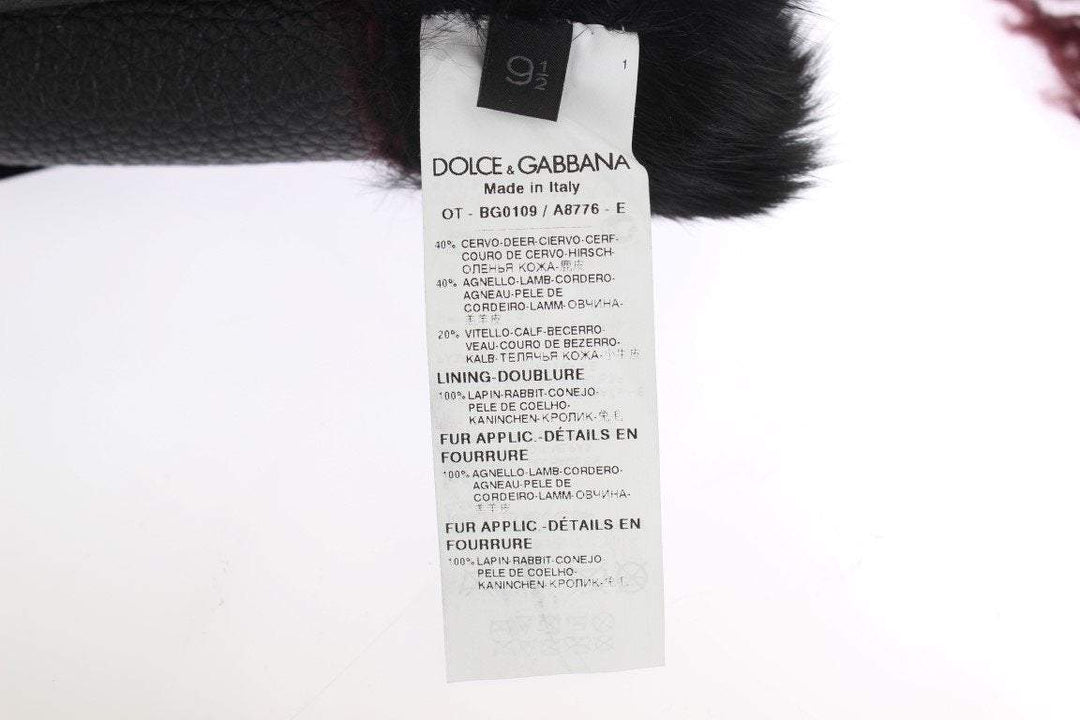 9 1/2
1
DOLCE & GABBANA
Made in Italy
OT - BG0109 / A8776 - E
40% CERVO-DEER-CIERVO-CERF-
COURO DE CERVO-HIRSCH-
ОЛЕНЬЯ КОЖА-鹿皮
40% AGNELLO-LAMB-CORDERO-
AGNEAU-PELE DE
CORDEIRO-LAMM-ОВЧИНА-
羊羊皮
20% VITELLO-CALF-BECERRO-
VEAU-COURO DE BEZERRO-
KALB-ТЕЛЯЧЬЯ КОЖА-小牛皮
LINING-DOUBLURE
100% LAPIN-RABBIT-CONEJO-
PELE DE COELHO-
KANINCHEN-КРОЛИК-兔毛
FUR APPLIC.-DÉTAILS EN
FOURRURE
100% AGNELLO-LAMB-CORDERO-
AGNEAU-PELE DE
CORDEIRO-LAMM-ОВЧИНА-
羊羊皮
FUR APPLIC.-DÉTAILS EN
FOURRURE
100% LAPIN-RABBIT-CONEJO-
PELE DE COELHO-
KANINCHEN-КРОЛИК-兔毛